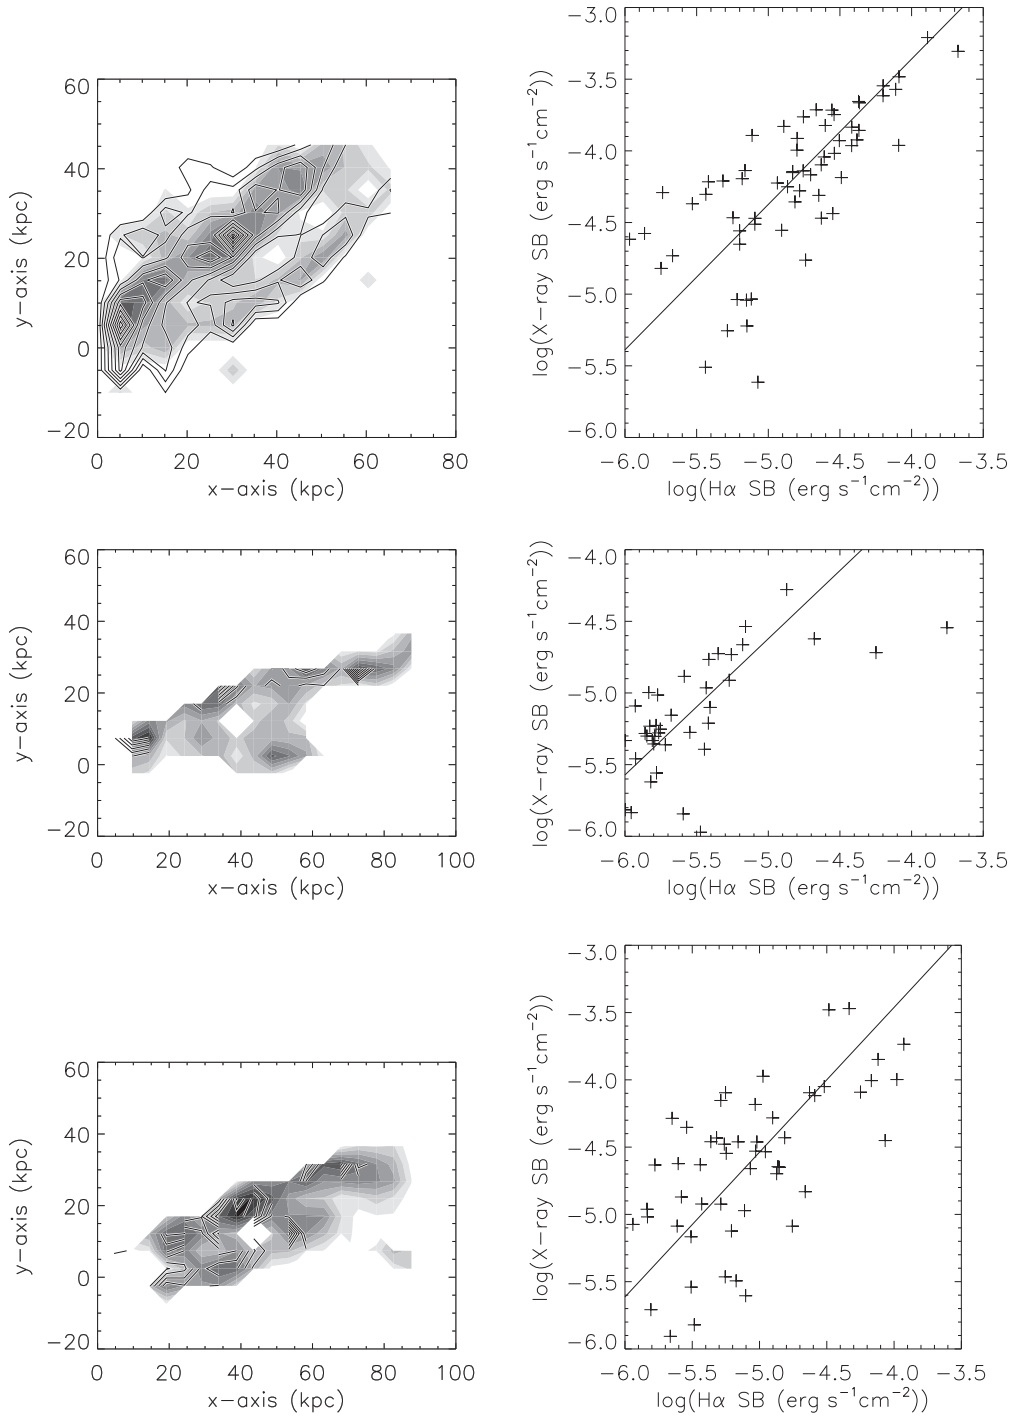 60
40
20
0
−20
0 20 40 60 80
x−axis (kpc)
y−axis (kpc)
−3.0
−3.5
−4.0
−4.5
−5.0
−5.5
−6.0
−6.0 −5.5 −5.0 −4.5 −4.0 −3.5
log(Hα SB (erg s−1cm−2))
log(X−ray SB (erg s−1cm−2))
60
40
20
0
−20
0 20 40 60 80 100
x−axis (kpc)
y−axis (kpc)
−4.0
−4.5
−5.0
−5.5
−6.0
−6.0 −5.5 −5.0 −4.5 −4.0 −3.5
log(Hα SB (erg s−1cm−2))
log(X−ray SB (erg s−1cm−2))
60
40
20
0
−20
0 20 40 60 80 100
x−axis (kpc)
y−axis (kpc)
−3.0
−3.5
−4.0
−4.5
−5.0
−5.5
−6.0
−6.0 −5.5 −5.0 −4.5 −4.0 −3.5
log(Hα SB (erg s−1cm−2))
log(X−ray SB (erg s−1cm−2))